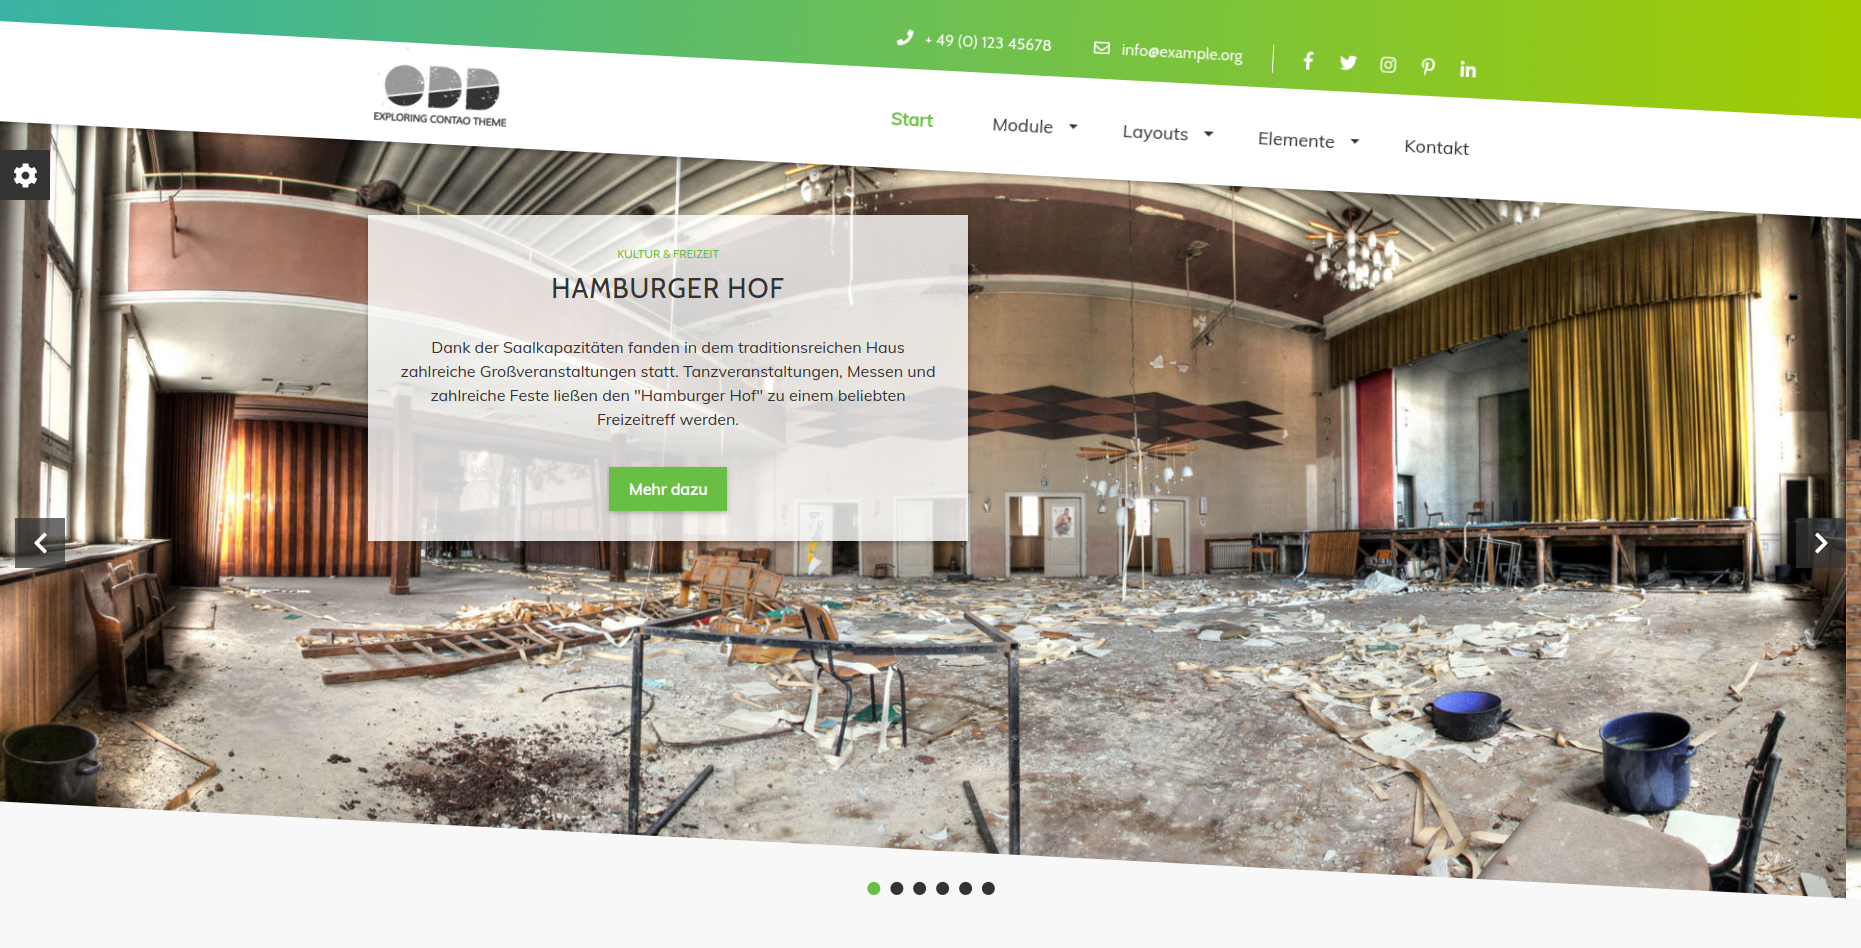 + 49 (0) 123 45678
info@example.org
ODD
EXPLORING CONTAO THEME
Start
Module
Layouts
Elemente
Kontakt
KULTUR & FREIZEIT
HAMBURGER HOF
Dank der Saalkapazitäten fanden in dem traditionsreichen Haus
zahlreiche Großveranstaltungen statt. Tanzveranstaltungen, Messen und
zahlreiche Feste ließen den "Hamburger Hof" zu einem beliebten
Freizeitreff werden.
Mehr dazu